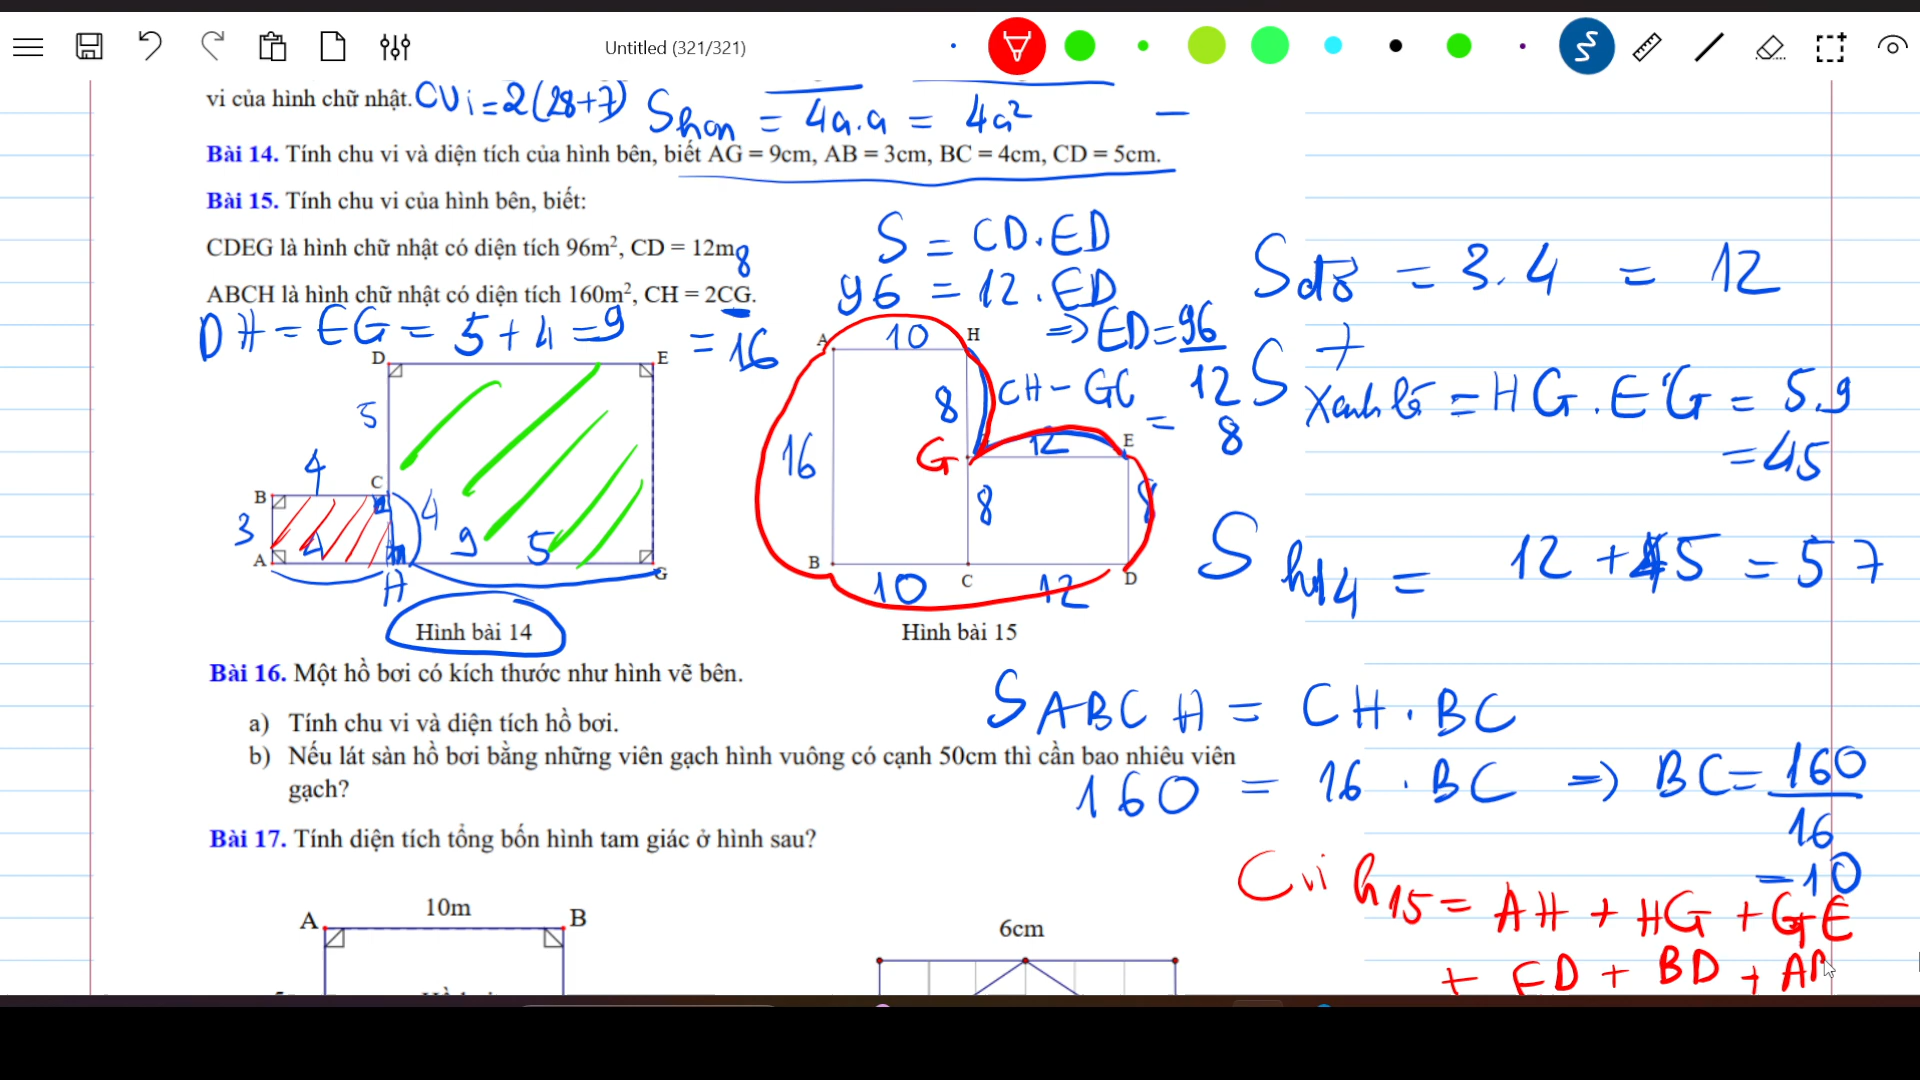 Untitled (321/321)
vi của hình chữ nhật. CVi = 2(28+7) Shcn = 4a.a = 4a²
Bài 14. Tính chu vi và diện tích của hình bên, biết AG = 9cm, AB = 3cm, BC = 4cm, CD = 5cm.
Bài 15. Tính chu vi của hình bên, biết:
CDEG là hình chữ nhật có diện tích 96m², CD = 12m
8
ABCH là hình chữ nhật có diện tích 160m², CH = 2CG.
= 16
DH = EG = 5 + 4 = 9
S = CD.ED
96 = 12.ED
=> ED = 96
12
= 8
Sđỏ = 3.4 = 12
+
S xanh lá = HG.EG = 5.9
= 45
S h14 = 12 + 45 = 57
D E
5
4
B C
3 4 4 9 5
A H G
A 10 H
8 CH - GC
16 G 12 E
8 8
B 10 C 12 D
Hình bài 14
Hình bài 15
Bài 16. Một hồ bơi có kích thước như hình vẽ bên.
a) Tính chu vi và diện tích hồ bơi.
b) Nếu lát sàn hồ bơi bằng những viên gạch hình vuông có cạnh 50cm thì cần bao nhiêu viên
gạch?
SABCH = CH.BC
160 = 16.BC => BC = 160
16
= 10
Bài 17. Tính diện tích tổng bốn hình tam giác ở hình sau?
Cvi h15 = AH + HG + GE
+ ED + BD +
A 10m B
6cm